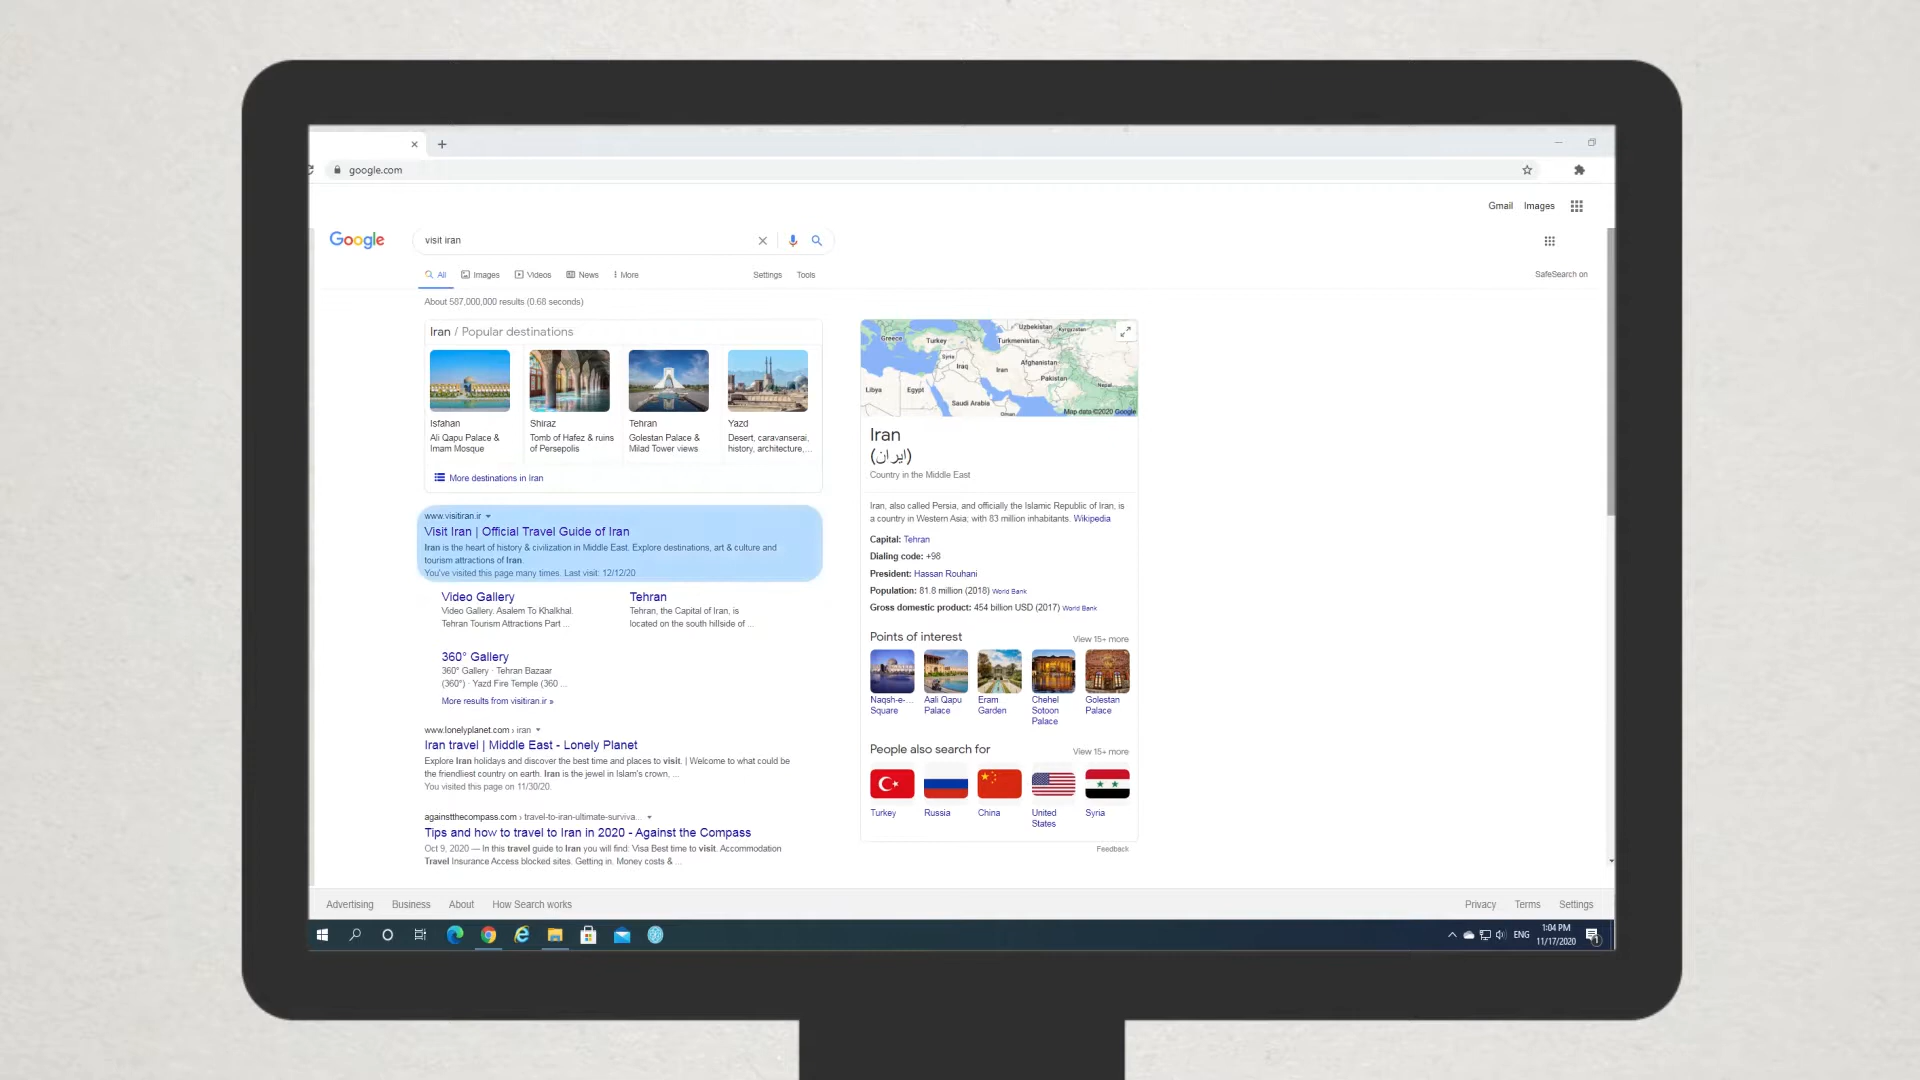 google.com
Gmail Images
Google
visit iran
All Images Videos News More Settings Tools
SafeSearch on
About 587,000,000 results (0.68 seconds)
Iran / Popular destinations
Isfahan
Ali Qapu Palace &
Imam Mosque
Shiraz
Tomb of Hafez & ruins
of Persepolis
Tehran
Golestan Palace &
Milad Tower views
Yazd
Desert, caravanserai,
history, architecture,...
More destinations in Iran
www.visitiran.ir
Visit Iran | Official Travel Guide of Iran
Iran is the heart of history & civilization in Middle East. Explore destinations, art & culture and
tourism attractions of Iran.
You've visited this page many times. Last visit: 12/12/20
Video Gallery
Video Gallery. Asalem To Khalkhal.
Tehran Tourism Attractions Part ...
Tehran
Tehran, the Capital of Iran, is
located on the south hillside of ...
360° Gallery
360° Gallery · Tehran Bazaar
(360°) · Yazd Fire Temple (360 ...
More results from visitiran.ir »
www.lonelyplanet.com › iran
Iran travel | Middle East - Lonely Planet
Explore Iran holidays and discover the best time and places to visit. | Welcome to what could be
the friendliest country on earth. Iran is the jewel in Islam's crown, ...
You visited this page on 11/30/20.
againstthecompass.com › travel-to-iran-ultimate-surviva...
Tips and how to travel to Iran in 2020 - Against the Compass
Oct 9, 2020 — In this travel guide to Iran you will find: Visa Best time to visit. Accommodation
Travel Insurance Access blocked sites. Getting in. Money costs & ...
Uzbekistan
Kyrgyzstan
Greece
Turkey
Turkmenistan
Syria
Iraq
Iran
Afghanistan
Pakistan
Nepal
Libya
Egypt
Saudi Arabia
Oman
Map data ©2020 Google
Iran
(ایران)
Country in the Middle East
Iran, also called Persia, and officially the Islamic Republic of Iran, is
a country in Western Asia; with 83 million inhabitants. Wikipedia
Capital: Tehran
Dialing code: +98
President: Hassan Rouhani
Population: 81.8 million (2018) World Bank
Gross domestic product: 454 billion USD (2017) World Bank
Points of interest View 15+ more
Naqsh-e-...
Square
Aali Qapu
Palace
Eram
Garden
Chehel
Sotoon
Palace
Golestan
Palace
People also search for View 15+ more
Turkey
Russia
China
United
States
Syria
Feedback
Advertising Business About How Search works
Privacy Terms Settings
ENG
1:04 PM
11/17/2020
1